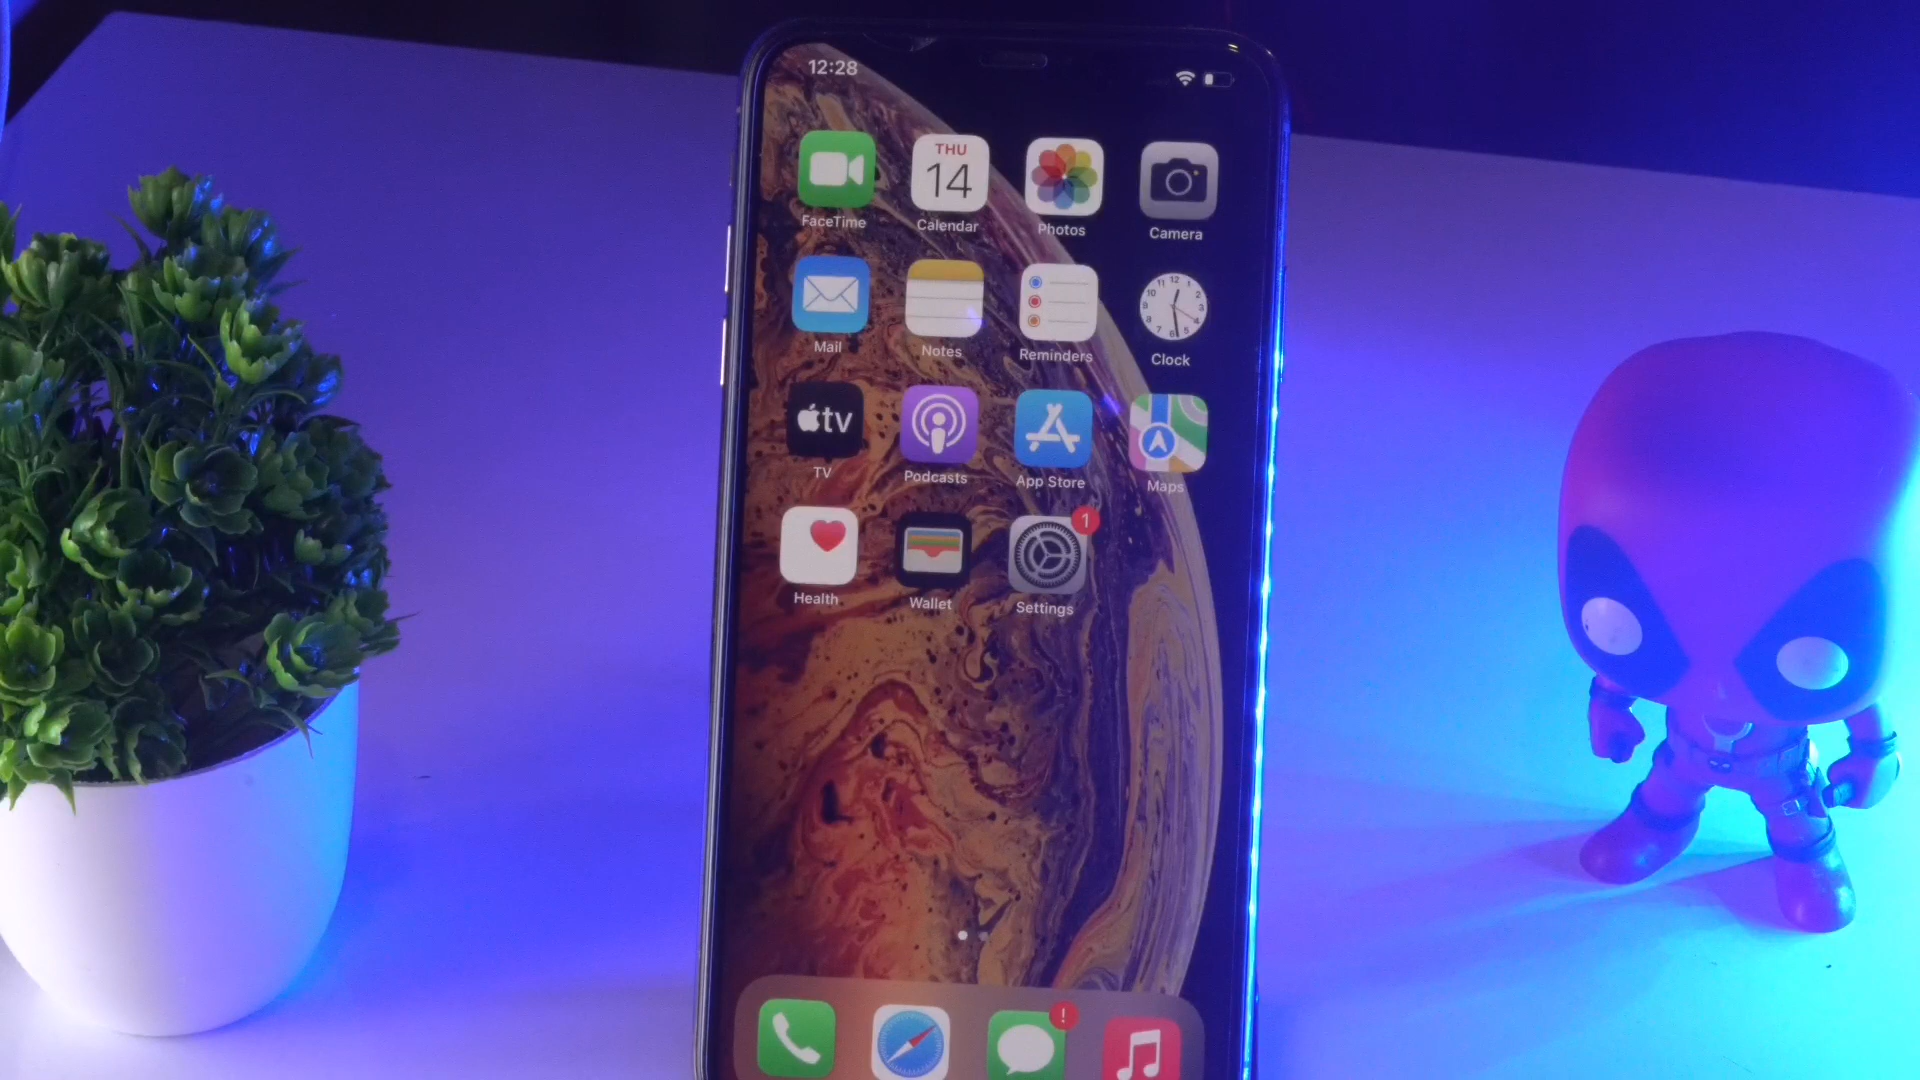 12:28
THU
14
FaceTime
Calendar
Photos
Camera
Mail
Notes
Reminders
Clock
tv
TV
Podcasts
App Store
Maps
1
Health
Wallet
Settings
!